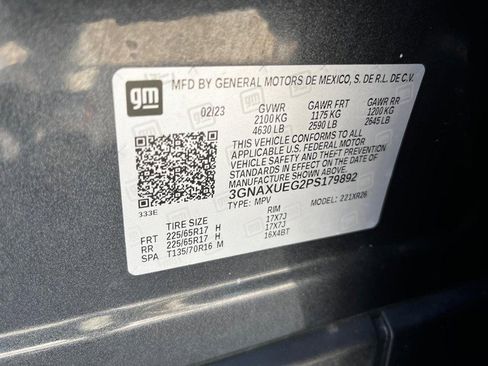 gm
MFD BY GENERAL MOTORS DE MEXICO, S. DE R.L. DE C.V.
02/23 GVWR GAWR FRT GAWR RR
2100 KG 1175 KG 1200 KG
4630 LB 2590 LB 2645 LB
THIS VEHICLE CONFORMS TO ALL
APPLICABLE U.S. FEDERAL MOTOR
VEHICLE SAFETY AND THEFT PREVENTION
STANDARDS IN EFFECT ON THE DATE OF
MANUFACTURE SHOWN ABOVE.
3GNAXUEG2PS179892
TYPE: MPV MODEL: 221XR26
333E
TIRE SIZE RIM
FRT 225/65R17 H 17X7J
RR 225/65R17 H 17X7J
SPA T135/70R16 M 16X4BT